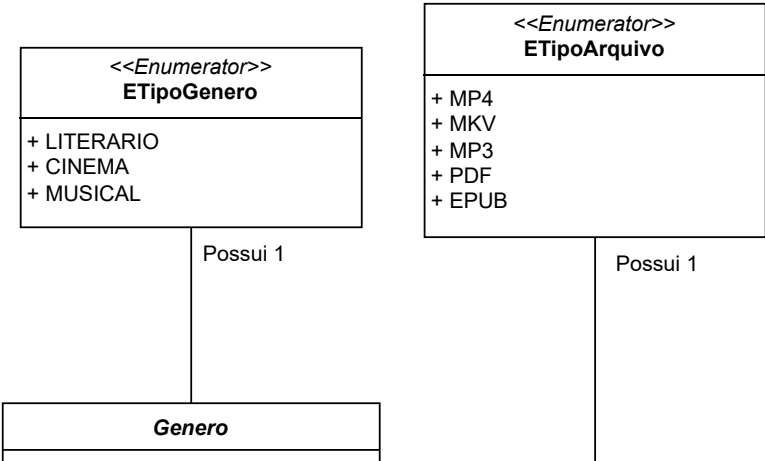 <<Enumerator>>
ETipoGenero
+ LITERARIO
+ CINEMA
+ MUSICAL
Possui 1
Genero
<<Enumerator>>
ETipoArquivo
+ MP4
+ MKV
+ MP3
+ PDF
+ EPUB
Possui 1